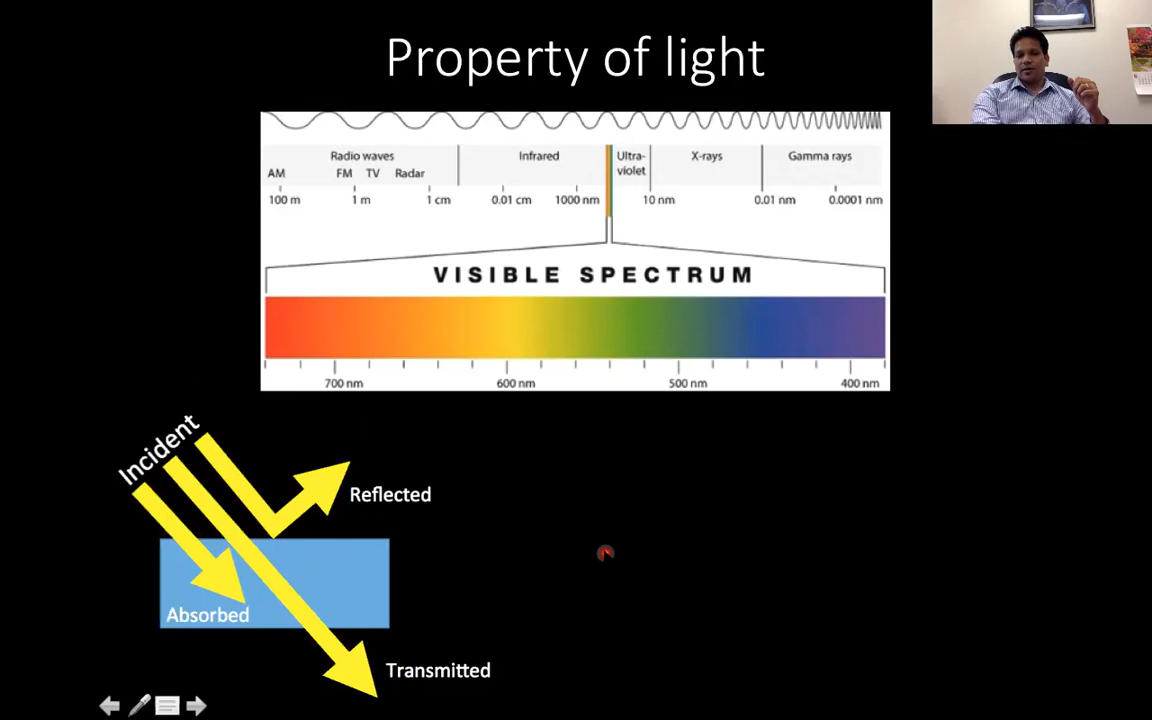 Property of light
Radio waves Infrared Ultra-violet X-rays Gamma rays
AM FM TV Radar
100 m 1 m 1 cm 0.01 cm 1000 nm 10 nm 0.01 nm 0.0001 nm
VISIBLE SPECTRUM
700 nm 600 nm 500 nm 400 nm
Incident
Reflected
Absorbed
Transmitted